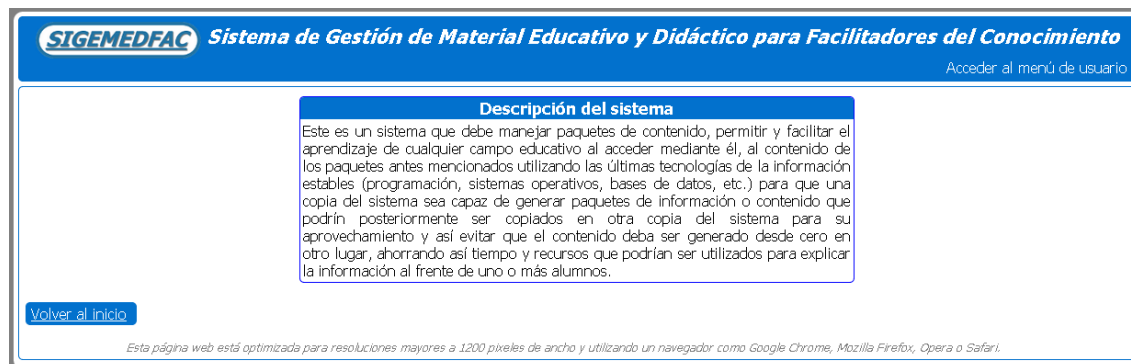 SIGEMEDFAC Sistema de Gestión de Material Educativo y Didáctico para Facilitadores del Conocimiento
Acceder al menú de usuario
Descripción del sistema
Este es un sistema que debe manejar paquetes de contenido, permitir y facilitar el
aprendizaje de cualquier campo educativo al acceder mediante él, al contenido de
los paquetes antes mencionados utilizando las últimas tecnologías de la información
estables (programación, sistemas operativos, bases de datos, etc.) para que una
copia del sistema sea capaz de generar paquetes de información o contenido que
podrín posteriormente ser copiados en otra copia del sistema para su
aprovechamiento y así evitar que el contenido deba ser generado desde cero en
otro lugar, ahorrando así tiempo y recursos que podrían ser utilizados para explicar
la información al frente de uno o más alumnos.
Volver al inicio
Esta página web está optimizada para resoluciones mayores a 1200 pixeles de ancho y utilizando un navegador como Google Chrome, Mozilla Firefox, Opera o Safari.